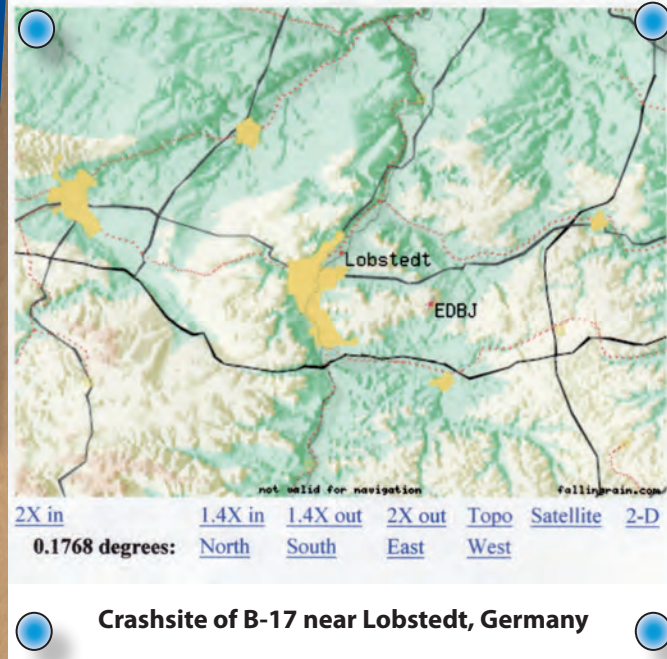 Lobstedt
EDBJ
not valid for navigation fallingrain.com/
2X in 1.4X in 1.4X out 2X out Topo Satellite 2-D
0.1768 degrees: North South East West
Crashsite of B-17 near Lobstedt, Germany